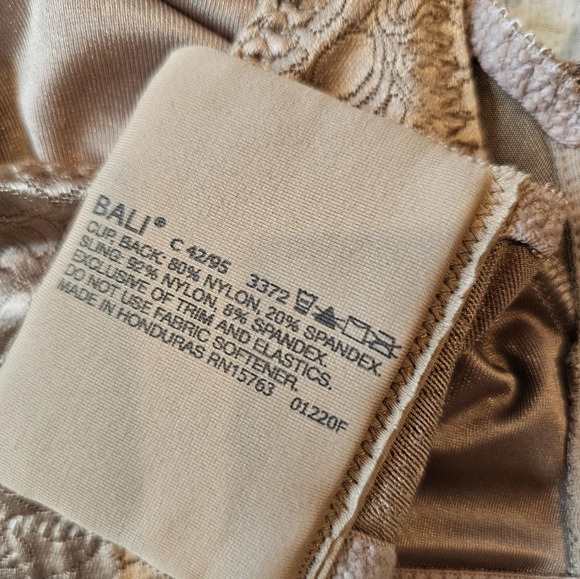 BALI®
C 42/95 3372
CUP, BACK: 80% NYLON, 20% SPANDEX.
SLING: 92% NYLON, 8% SPANDEX.
EXCLUSIVE OF TRIM AND ELASTICS.
DO NOT USE FABRIC SOFTENER.
MADE IN HONDURAS RN15763 01220F